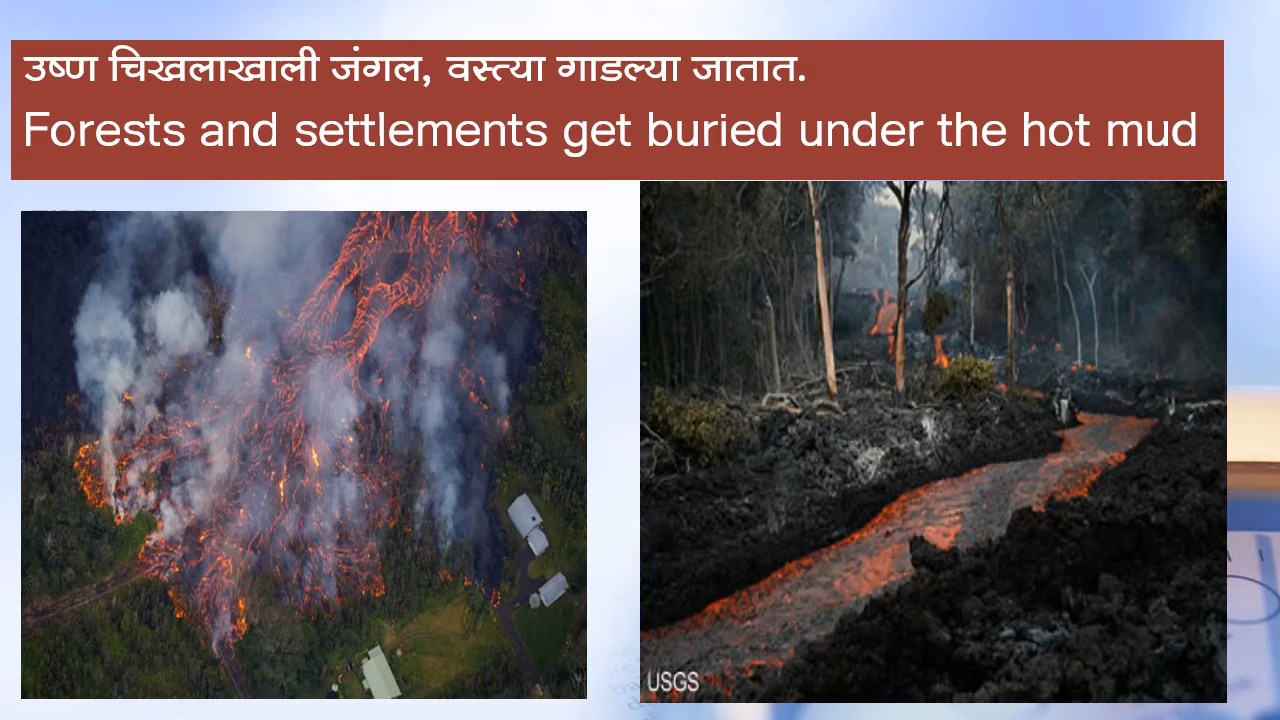 उष्ण चिखलाखाली जंगल, वस्त्या गाडल्या जातात.
Forests and settlements get buried under the hot mud
USGS